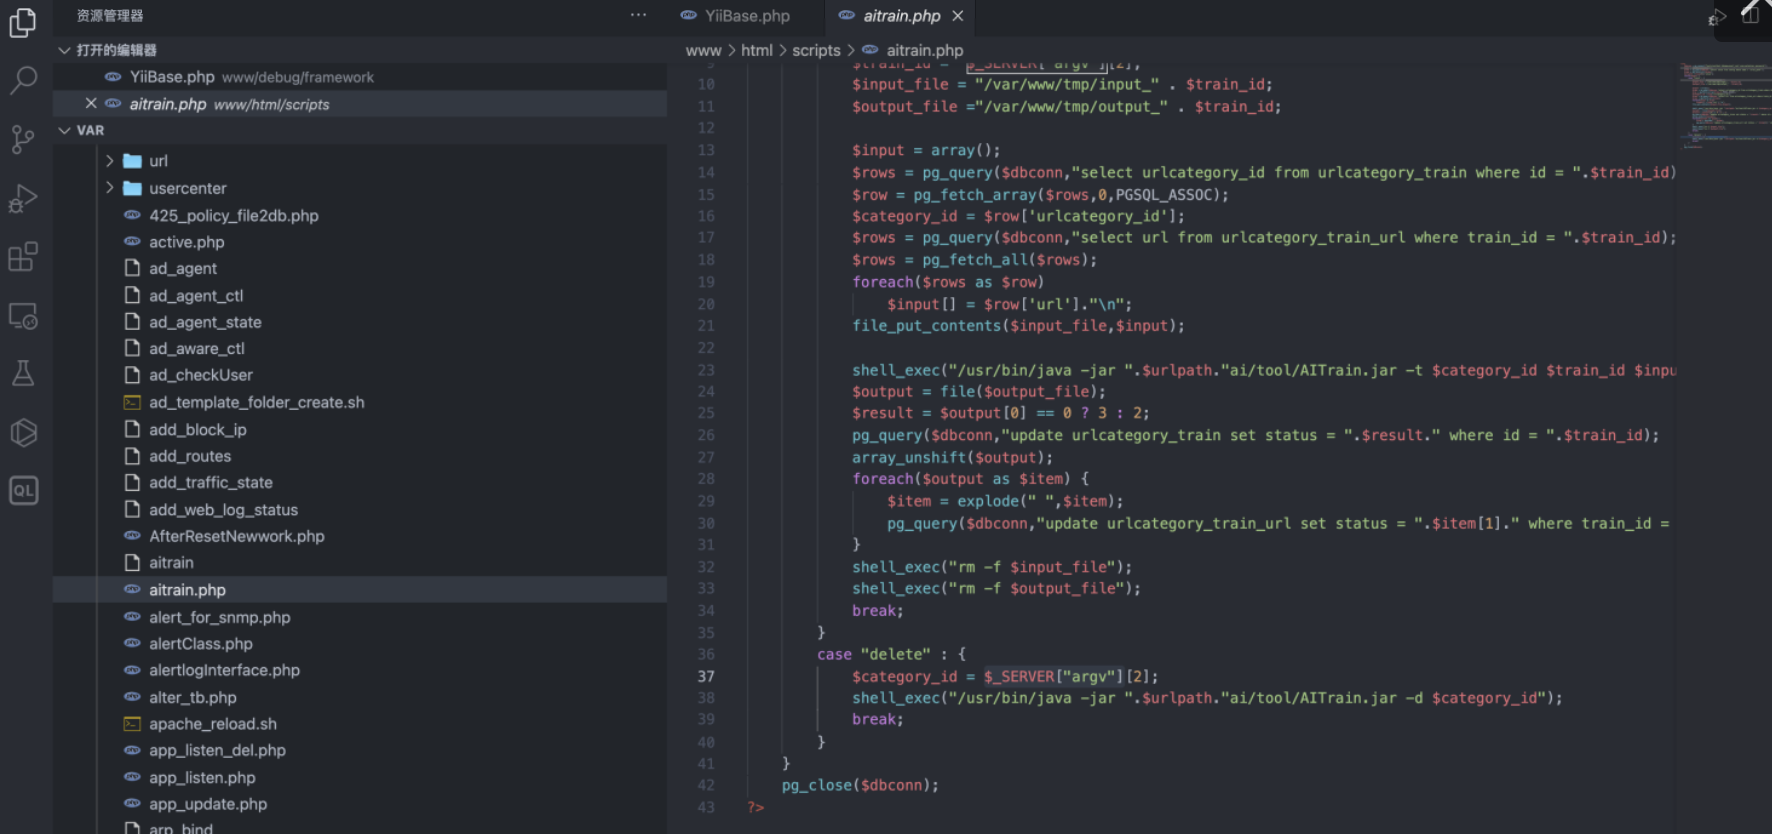 资源管理器
YiiBase.php
aitrain.php
打开的编辑器
YiiBase.php www/debug/framework
aitrain.php www/html/scripts
VAR
url
usercenter
425_policy_file2db.php
active.php
ad_agent
ad_agent_ctl
ad_agent_state
ad_aware_ctl
ad_checkUser
ad_template_folder_create.sh
add_block_ip
add_routes
add_traffic_state
add_web_log_status
AfterResetNewwork.php
aitrain
aitrain.php
alert_for_snmp.php
alertClass.php
alertlogInterface.php
alter_tb.php
apache_reload.sh
app_listen_del.php
app_listen.php
app_update.php
arp_bind
QL
www > html > scripts > aitrain.php
9 $train_id = $_SERVER["argv"][2];
10 $input_file = "/var/www/tmp/input_" . $train_id;
11 $output_file ="/var/www/tmp/output_" . $train_id;
12
13 $input = array();
14 $rows = pg_query($dbconn,"select urlcategory_id from urlcategory_train where id = ".$train_id)
15 $row = pg_fetch_array($rows,0,PGSQL_ASSOC);
16 $category_id = $row['urlcategory_id'];
17 $rows = pg_query($dbconn,"select url from urlcategory_train_url where train_id = ".$train_id);
18 $rows = pg_fetch_all($rows);
19 foreach($rows as $row)
20 $input[] = $row['url']."\n";
21 file_put_contents($input_file,$input);
22
23 shell_exec("/usr/bin/java -jar ".$urlpath."ai/tool/AITrain.jar -t $category_id $train_id $inpu
24 $output = file($output_file);
25 $result = $output[0] == 0 ? 3 : 2;
26 pg_query($dbconn,"update urlcategory_train set status = ".$result." where id = ".$train_id);
27 array_unshift($output);
28 foreach($output as $item) {
29 $item = explode(" ",$item);
30 pg_query($dbconn,"update urlcategory_train_url set status = ".$item[1]." where train_id =
31 }
32 shell_exec("rm -f $input_file");
33 shell_exec("rm -f $output_file");
34 break;
35 }
36 case "delete" : {
37 $category_id = $_SERVER["argv"][2];
38 shell_exec("/usr/bin/java -jar ".$urlpath."ai/tool/AITrain.jar -d $category_id");
39 break;
40 }
41 }
42 pg_close($dbconn);
43 ?>